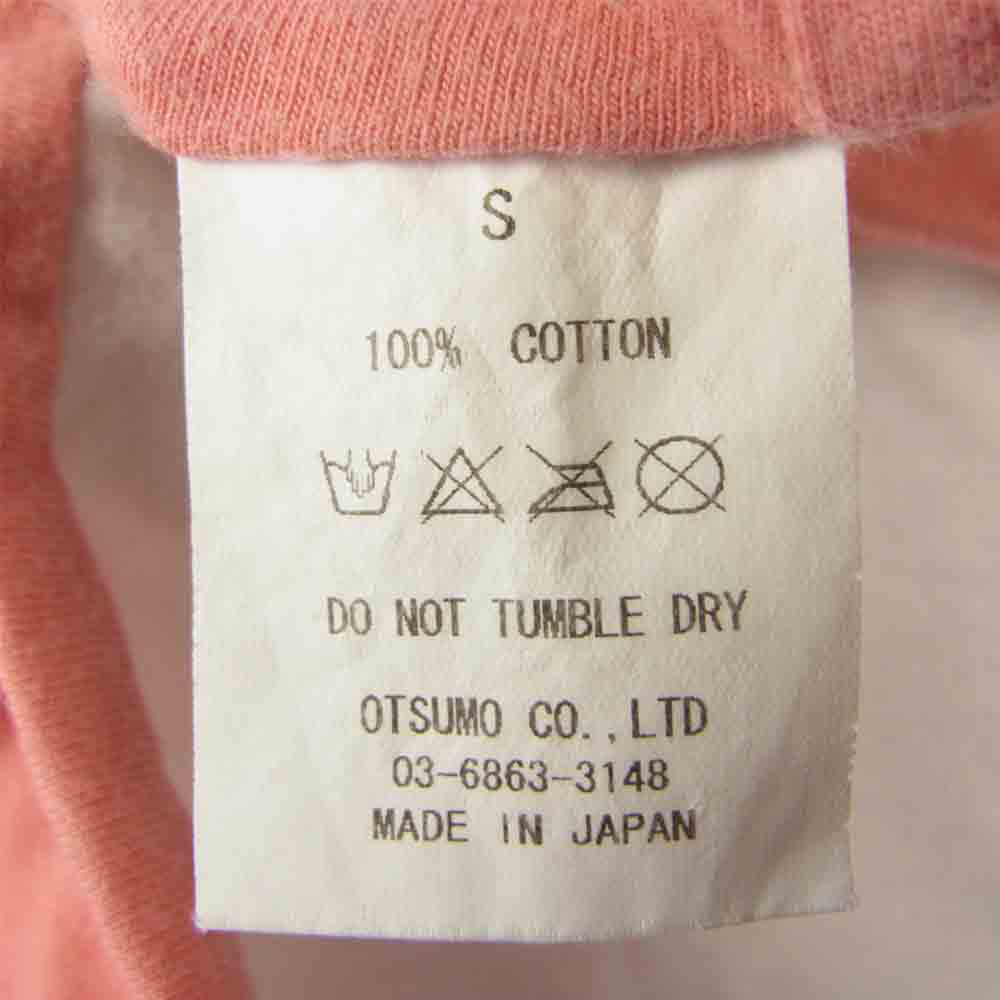 S
100% COTTON
DO NOT TUMBLE DRY
OTSUMO CO.,LTD
03-6863-3148
MADE IN JAPAN